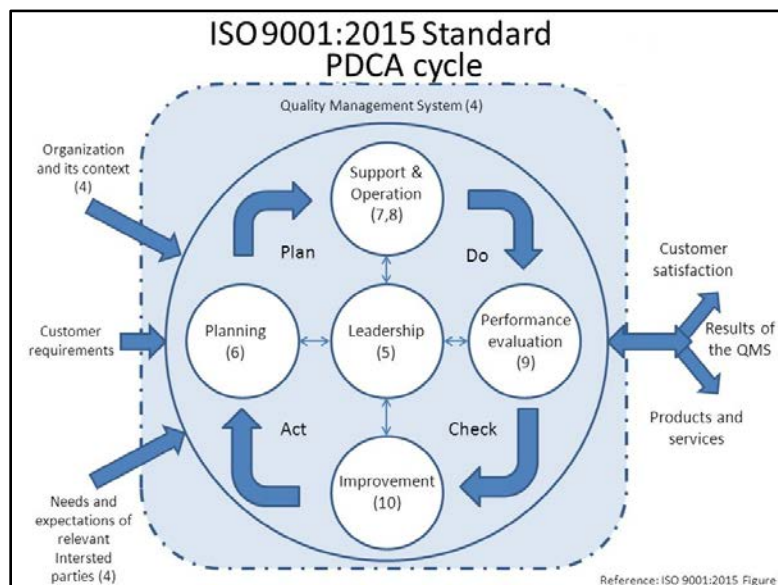 ISO 9001:2015 Standard
PDCA cycle
Quality Management System (4)
Organization
and its context
(4)
Support &
Operation
(7,8)
Plan
Do
Customer
satisfaction
Customer
requirements
Planning
(6)
Leadership
(5)
Performance
evaluation
(9)
Results of
the QMS
Act
Check
Products and
services
Improvement
(10)
Needs and
expectations of
relevant
Intersted
parties (4)
Reference: ISO 9001:2015 Figure